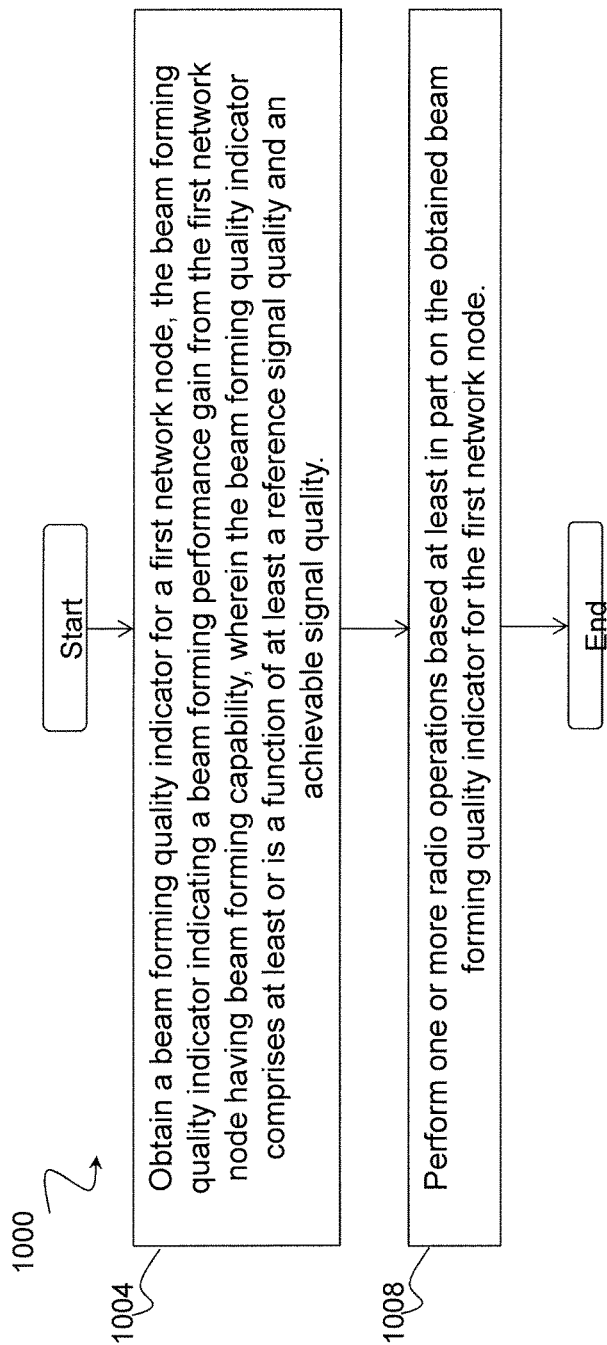 1000
Start
1004
Obtain a beam forming quality indicator for a first network node, the beam forming
quality indicator indicating a beam forming performance gain from the first network
node having beam forming capability, wherein the beam forming quality indicator
comprises at least or is a function of at least a reference signal quality and an
achievable signal quality.
1008
Perform one or more radio operations based at least in part on the obtained beam
forming quality indicator for the first network node.
End